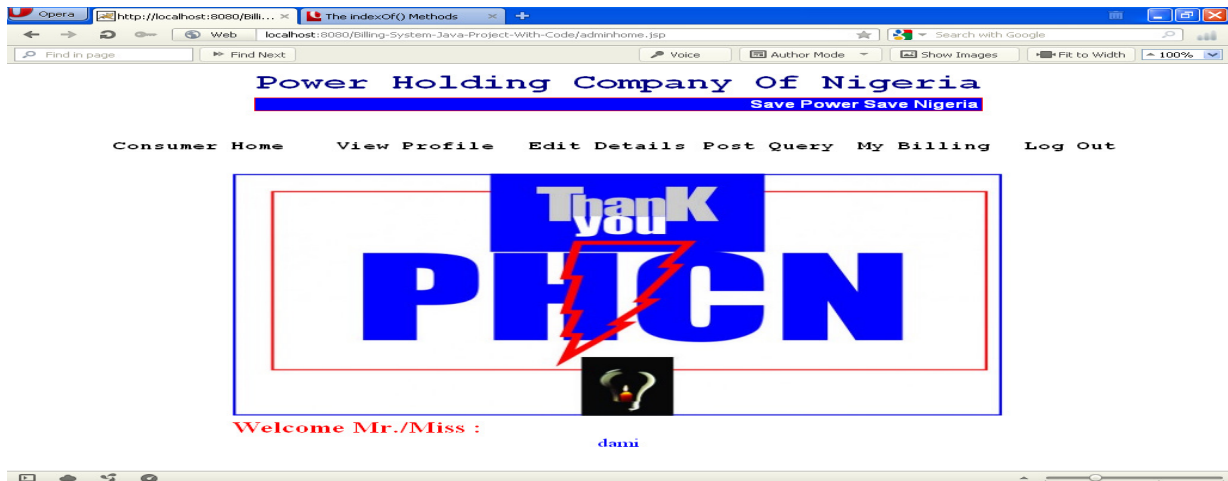 Opera
http://localhost:8080/Billi...
The indexOf() Methods
Web
localhost:8080/Billing-System-Java-Project-With-Code/adminhome.jsp
Search with Google
Find in page
Find Next
Voice
Author Mode
Show Images
Fit to Width
100%
Power Holding Company Of Nigeria
Save Power Save Nigeria
Consumer Home View Profile Edit Details Post Query My Billing Log Out
Thank
you
PHCN
Welcome Mr./Miss :
dami